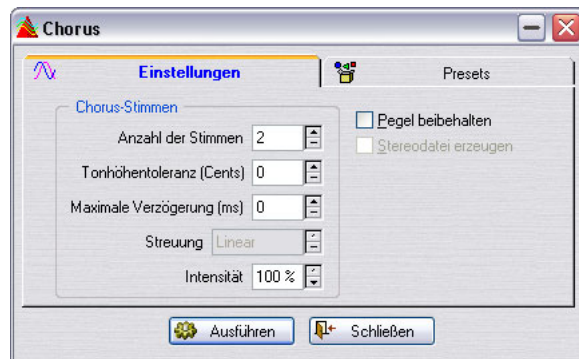 Chorus
Einstellungen
Presets
Chorus-Stimmen
Anzahl der Stimmen 2
Tonhöhentoleranz (Cents) 0
Maximale Verzögerung (ms) 0
Streuung Linear
Intensität 100 %
Pegel beibehalten
Stereodatei erzeugen
Ausführen
Schließen